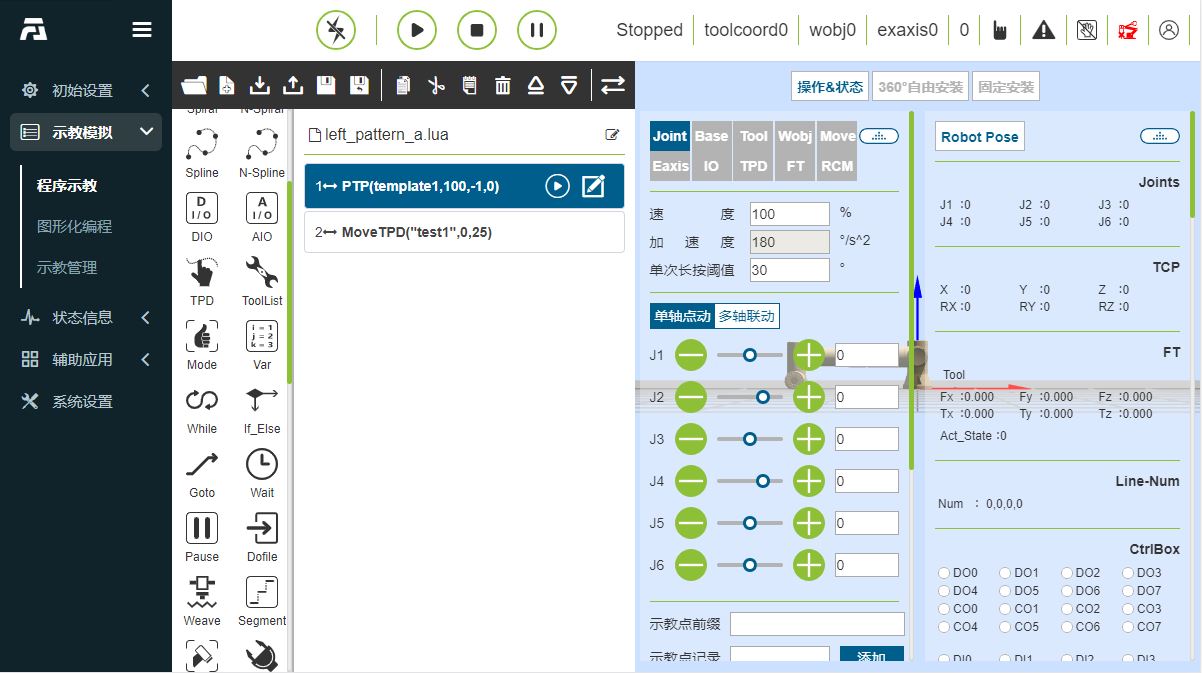 Stopped toolcoord0 wobj0 exaxis0 0
初始设置
示教模拟
程序示教
图形化编程
示教管理
状态信息
辅助应用
系统设置
Spiral N-Spiral
Spline N-Spline
D I/O A I/O
DIO AIO
TPD ToolList
i = 1
j = 2
k = 3
Mode Var
While If_Else
Goto Wait
Pause Dofile
Weave Segment
left_pattern_a.lua
1 PTP(template1,100,-1,0)
2 MoveTPD("test1",0,25)
操作&状态 360°自由安装 固定安装
Joint Base Tool Wobj Move
Eaxis IO TPD FT RCM
速度 100 %
加速度 180 °/s^2
单次长按阈值 30 °
单轴点动 多轴联动
J1 0
J2 0
J3 0
J4 0
J5 0
J6 0
示教点前缀
示教点记录 添加
Robot Pose
Joints
J1 :0 J2 :0 J3 :0
J4 :0 J5 :0 J6 :0
TCP
X :0 Y :0 Z :0
RX :0 RY :0 RZ :0
FT
Tool
Fx :0.000 Fy :0.000 Fz :0.000
Tx :0.000 Ty :0.000 Tz :0.000
Act_State :0
Line-Num
Num : 0,0,0,0
CtrlBox
DO0 DO1 DO2 DO3
DO4 DO5 DO6 DO7
CO0 CO1 CO2 CO3
CO4 CO5 CO6 CO7
DI0 DI1 DI2 DI3